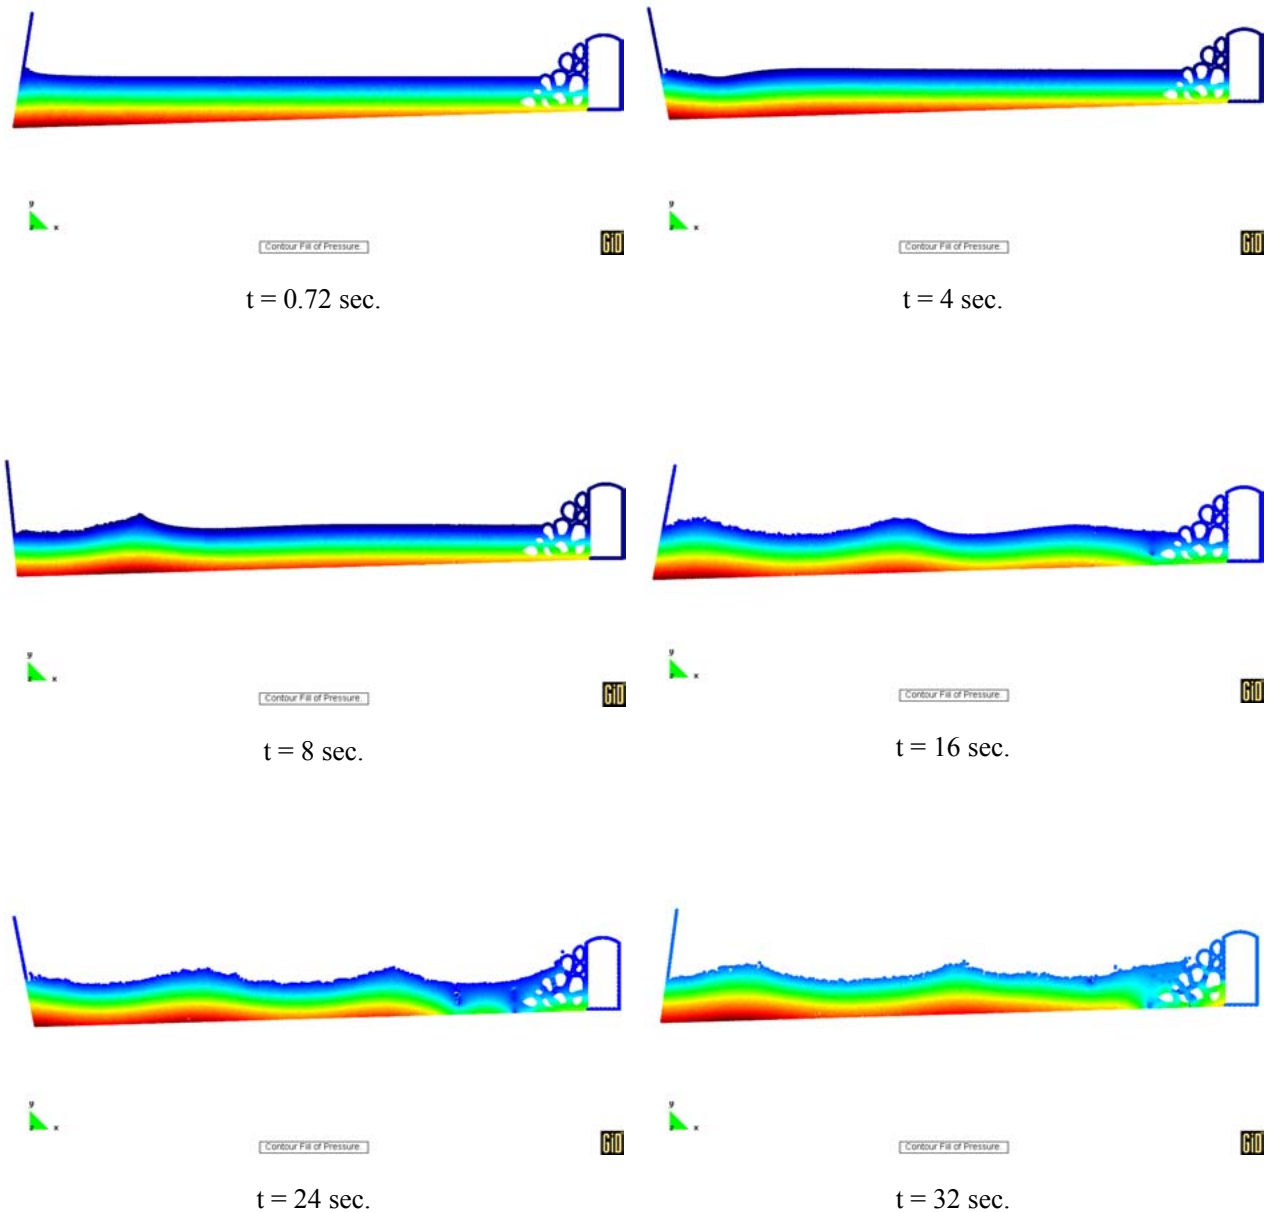 y
x
Contour Fill of Pressure.
GiD
t = 0.72 sec.
y
x
Contour Fill of Pressure.
GiD
t = 4 sec.
y
x
Contour Fill of Pressure.
GiD
t = 8 sec.
y
x
Contour Fill of Pressure.
GiD
t = 16 sec.
y
x
Contour Fill of Pressure.
GiD
t = 24 sec.
y
x
Contour Fill of Pressure.
GiD
t = 32 sec.